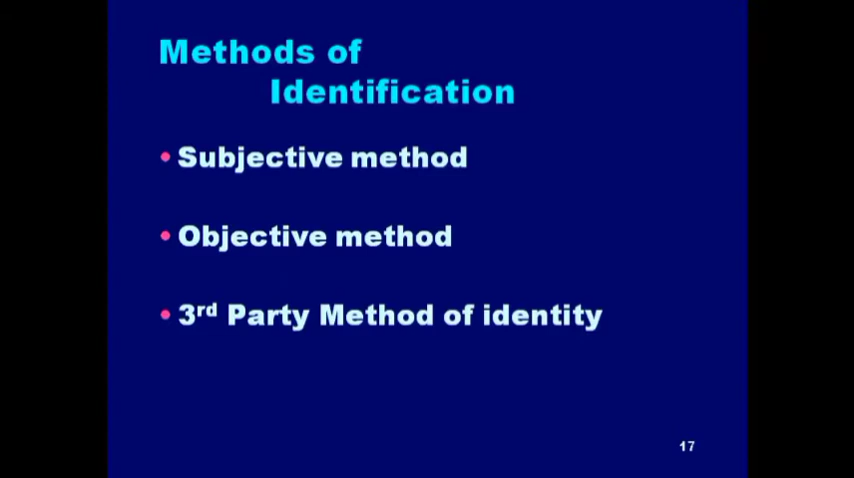 Methods of
Identification
• Subjective method
• Objective method
• 3rd Party Method of identity
17